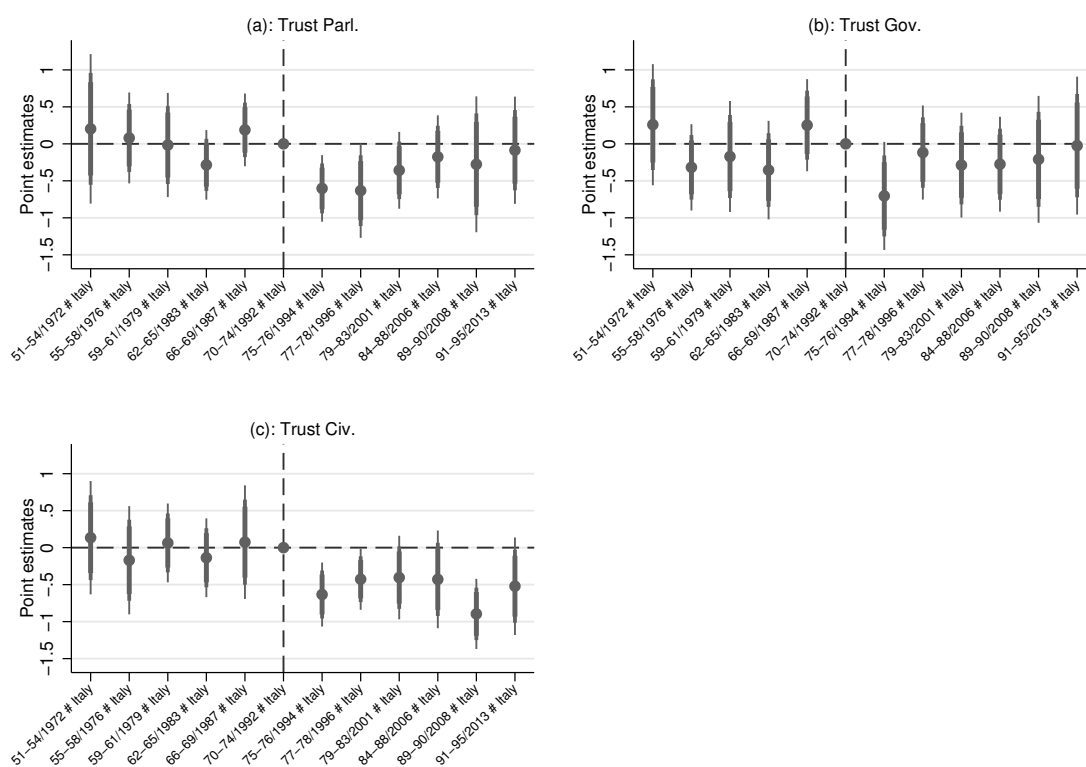 (a): Trust Parl.
Point estimates
1
.5
0
−.5
−1
−1.5
51−54/1972 # Italy
55−58/1976 # Italy
59−61/1979 # Italy
62−65/1983 # Italy
66−69/1987 # Italy
70−74/1992 # Italy
75−76/1994 # Italy
77−78/1996 # Italy
79−83/2001 # Italy
84−88/2006 # Italy
89−90/2008 # Italy
91−95/2013 # Italy
(b): Trust Gov.
Point estimates
1
.5
0
−.5
−1
−1.5
51−54/1972 # Italy
55−58/1976 # Italy
59−61/1979 # Italy
62−65/1983 # Italy
66−69/1987 # Italy
70−74/1992 # Italy
75−76/1994 # Italy
77−78/1996 # Italy
79−83/2001 # Italy
84−88/2006 # Italy
89−90/2008 # Italy
91−95/2013 # Italy
(c): Trust Civ.
Point estimates
1
.5
0
−.5
−1
−1.5
51−54/1972 # Italy
55−58/1976 # Italy
59−61/1979 # Italy
62−65/1983 # Italy
66−69/1987 # Italy
70−74/1992 # Italy
75−76/1994 # Italy
77−78/1996 # Italy
79−83/2001 # Italy
84−88/2006 # Italy
89−90/2008 # Italy
91−95/2013 # Italy